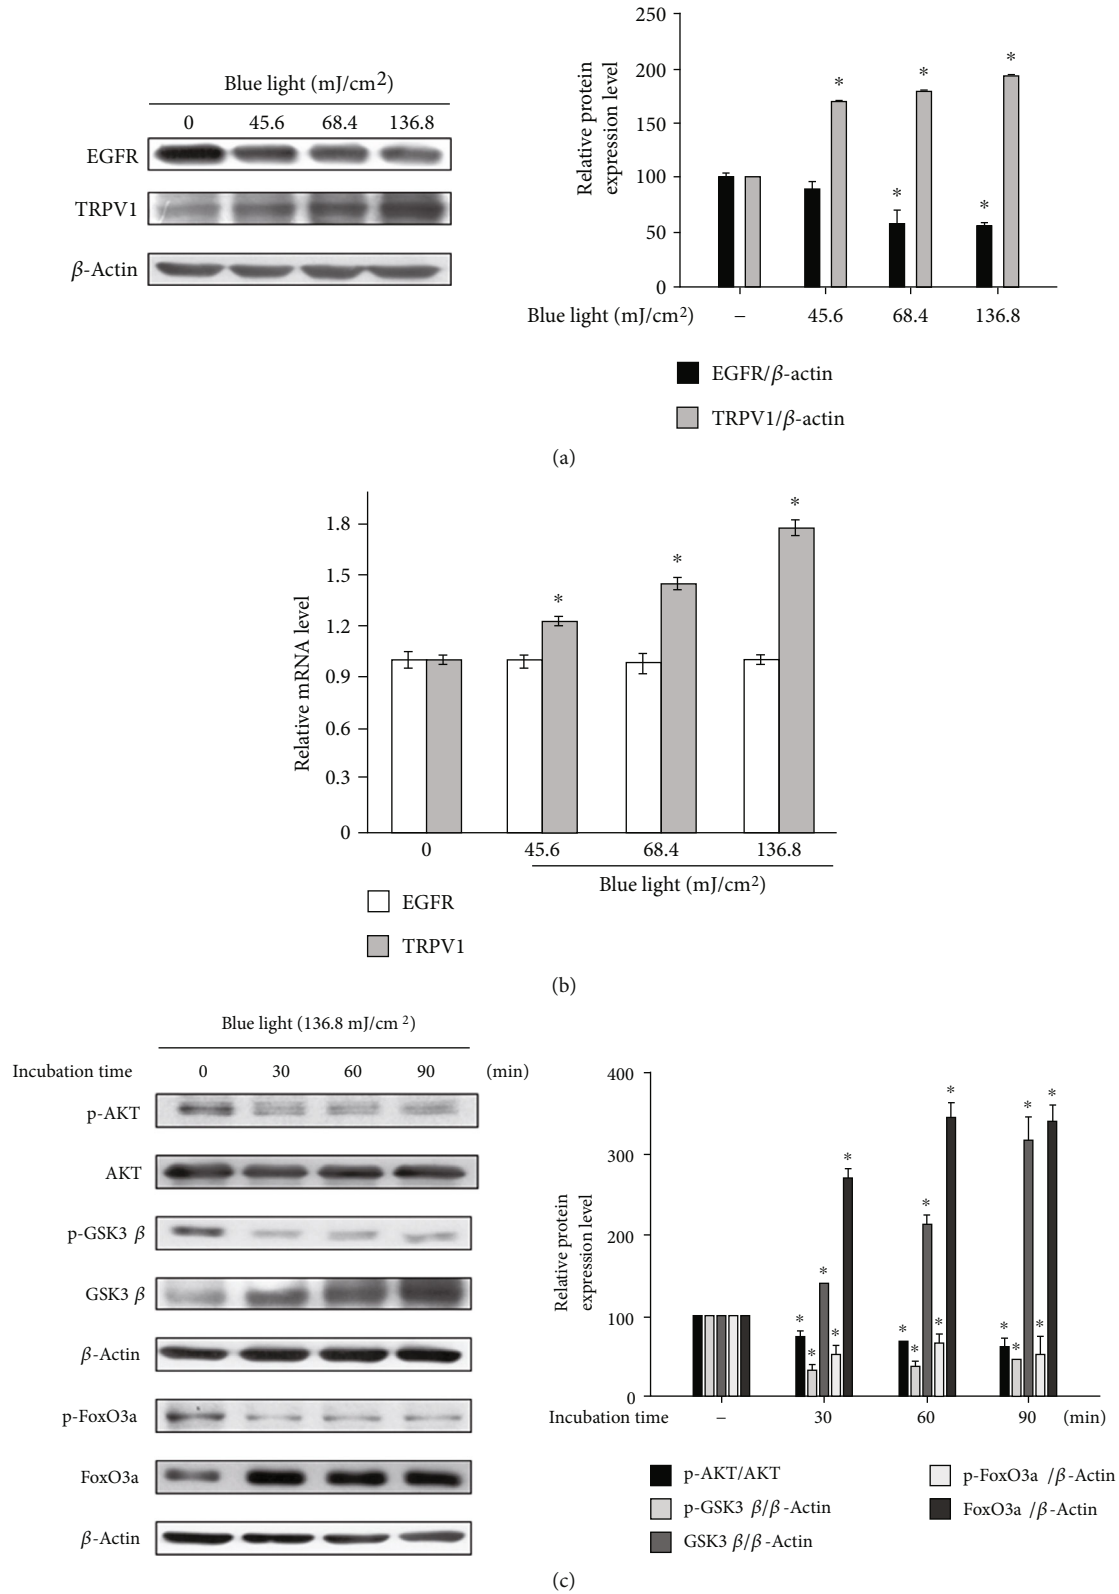 Blue light (mJ/cm2)
0 45.6 68.4 136.8
EGFR
TRPV1
β-Actin
Relative protein
expression level
250
200
150
100
50
0
Blue light (mJ/cm2) – 45.6 68.4 136.8
* * * * *
EGFR/β-actin
TRPV1/β-actin
(a)
Relative mRNA level
1.8
1.5
1.2
0.9
0.6
0.3
0
* * *
0 45.6 68.4 136.8
Blue light (mJ/cm2)
EGFR
TRPV1
(b)
Blue light (136.8 mJ/cm 2)
Incubation time 0 30 60 90 (min)
p-AKT
AKT
p-GSK3 β
GSK3 β
β-Actin
p-FoxO3a
FoxO3a
β-Actin
Relative protein
expression level
400
300
200
100
0
* * * * * * * * * * * * * * *
Incubation time – 30 60 90 (min)
p-AKT/AKT
p-GSK3 β/β-Actin
GSK3 β/β-Actin
p-FoxO3a /β-Actin
FoxO3a /β-Actin
(c)